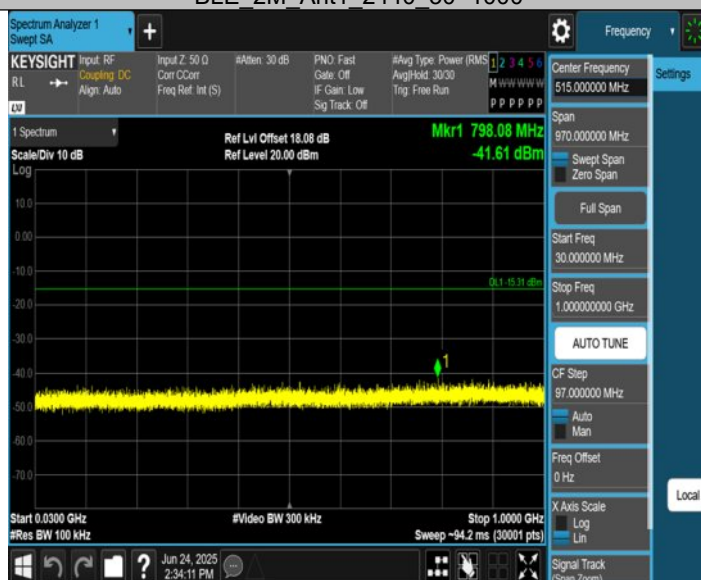 Spectrum Analyzer 1
Swept SA
Frequency
KEYSIGHT
RL
Input: RF
Coupling: DC
Align: Auto
Input Z: 50 Ω
Corr CCorr
Freq Ref: Int (S)
#Atten: 30 dB
PNO: Fast
Gate: Off
IF Gain: Low
Sig Track: Off
#Avg Type: Power (RMS
Avg|Hold: 30/30
Trig: Free Run
1 2 3 4 5 6
M W W W W W
P P P P P P
Center Frequency
515.000000 MHz
Settings
Span
970.000000 MHz
Swept Span
Zero Span
Full Span
Start Freq
30.000000 MHz
Stop Freq
1.000000000 GHz
AUTO TUNE
CF Step
97.000000 MHz
Auto
Man
Freq Offset
0 Hz
X Axis Scale
Log
Lin
Local
Signal Track
(Span Zoom)
1 Spectrum
Scale/Div 10 dB
Log
Ref Lvl Offset 18.08 dB
Ref Level 20.00 dBm
Mkr1 798.08 MHz
-41.61 dBm
10.0
0.00
-10.0
DL1 -15.31 dBm
-20.0
-30.0
1
-40.0
-50.0
-60.0
-70.0
Start 0.0300 GHz
#Res BW 100 kHz
#Video BW 300 kHz
Stop 1.0000 GHz
Sweep ~94.2 ms (30001 pts)
Jun 24, 2025
2:34:11 PM